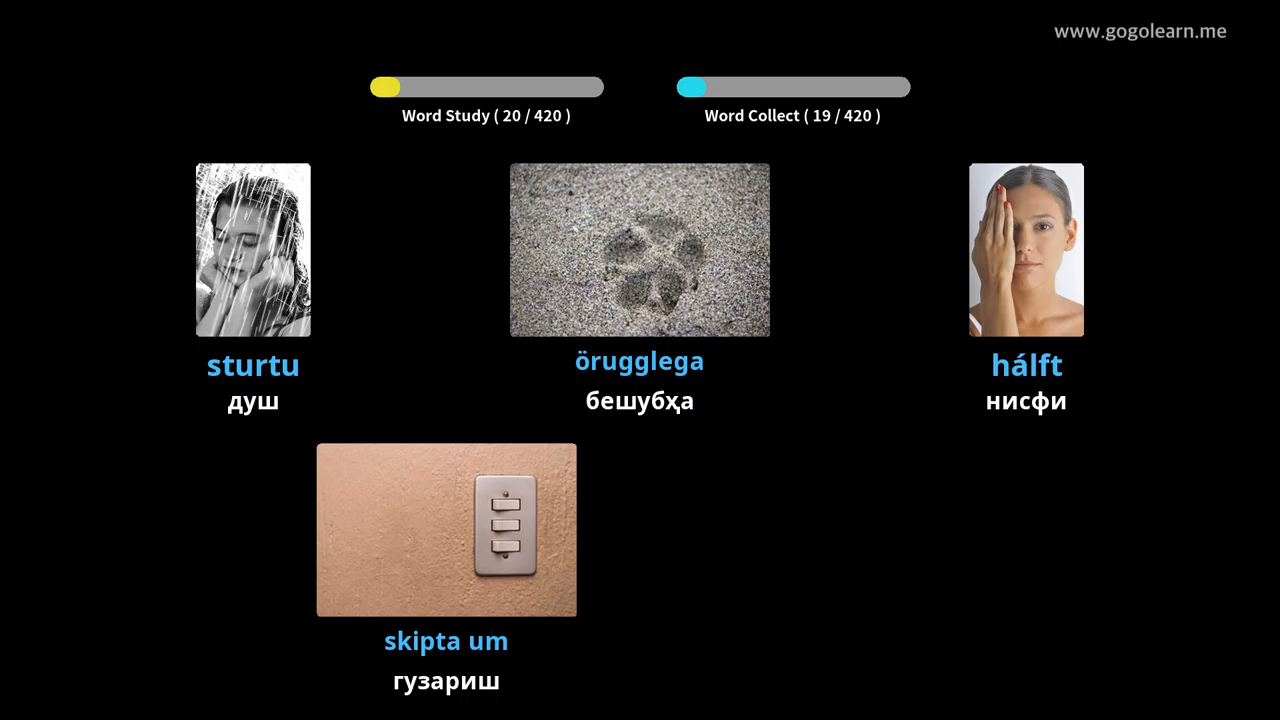 www.gogolearn.me
Word Study ( 20 / 420 )
Word Collect ( 19 / 420 )
sturtu
душ
örugglega
бешубҳа
hálft
нисфи
skipta um
гузариш